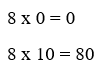 8 x 0 = 0
8 x 10 = 80